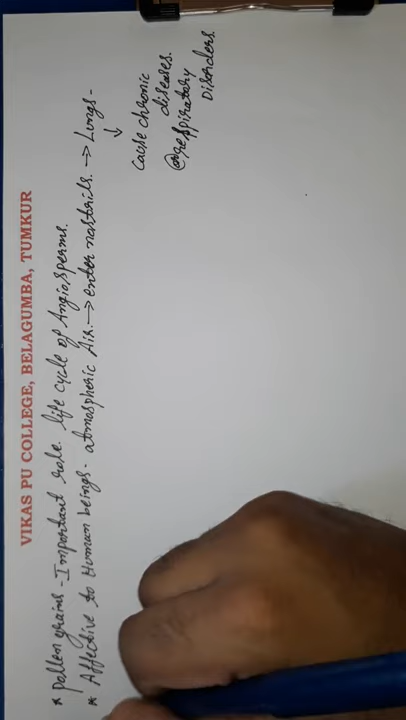 VIKAS PU COLLEGE, BELAGUMBA, TUMKUR
* Pollen grains - Important role. life cycle of Angiosperms.
* Affective to Human beings - atmospheric Air. → enter nostrils. → Lungs -
↓
cause chronic
diseases.
@respiratory
Disorders